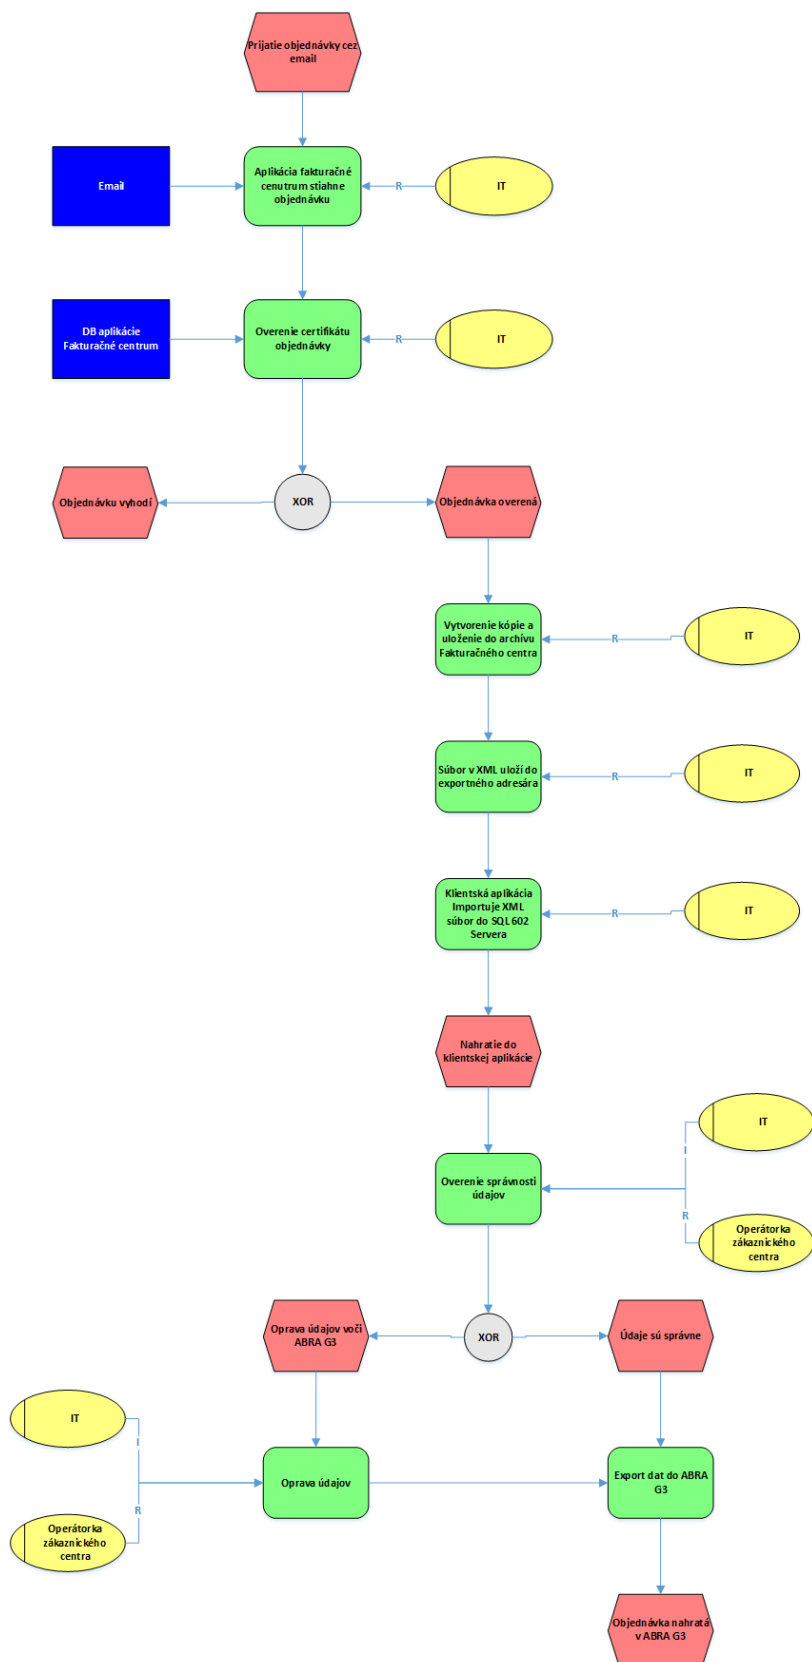 Prijatie objednávky cez
email
Email
Aplikácia fakturačné
cenutrum stiahne
objednávku
R
IT
DB aplikácie
Fakturačné centrum
Overenie certifikátu
objednávky
R
IT
Objednávku vyhodí
XOR
Objednávka overená
Vytvorenie kópie a
uloženie do archívu
Fakturačného centra
R
IT
Súbor v XML uloží do
exportného adresára
R
IT
Klientská aplikácia
Importuje XML
súbor do SQL 602
Servera
R
IT
Nahratie do
klientskej aplikácie
IT
I
Overenie správnosti
údajov
R
Operátorka
zákaznického
centra
Oprava údajov voči
ABRA G3
XOR
Údaje sú správne
IT
I
Oprava údajov
Export dat do ABRA
G3
R
Operátorka
zákaznického
centra
Objednávka nahratá
v ABRA G3